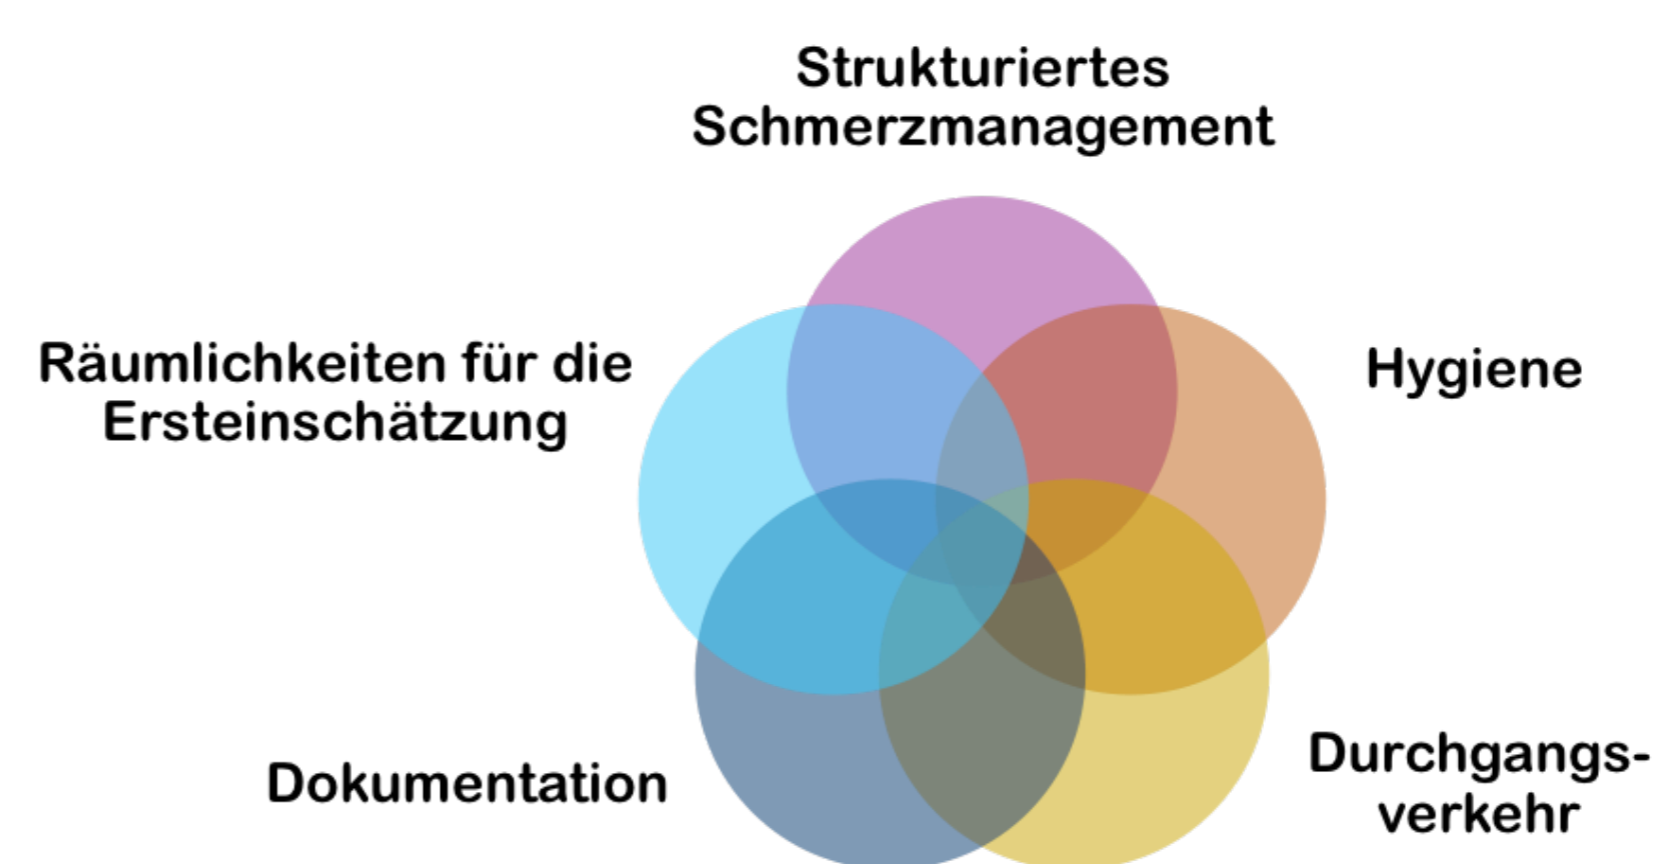 Strukturiertes
Schmerzmanagement
Räumlichkeiten für die
Ersteinschätzung
Hygiene
Dokumentation
Durchgangs-
verkehr